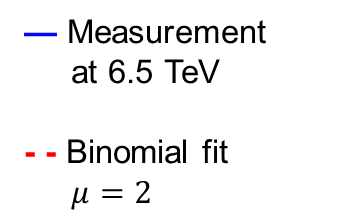 Measurement
at 6.5 TeV
Binomial fit
𝜇 = 2